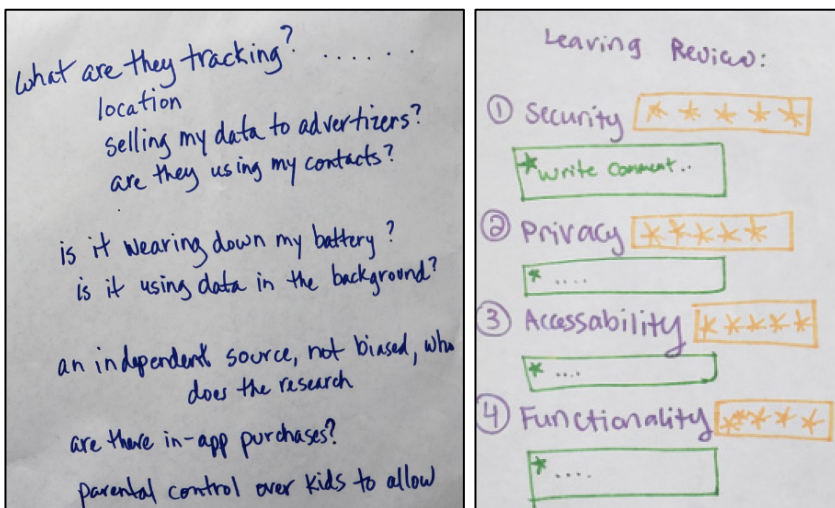 What are they tracking? ......
location
selling my data to advertizers?
are they using my contacts?
is it wearing down my battery?
is it using data in the background?
an independent source, not biased, who
does the research
are there in-app purchases?
parental control over kids to allow
Leaving Review:
① Security * * * * *
* Write Comment..
② Privacy * * * * *
* ....
③ Accessability * * * * *
* ....
④ Functionality * * * * *
* ....